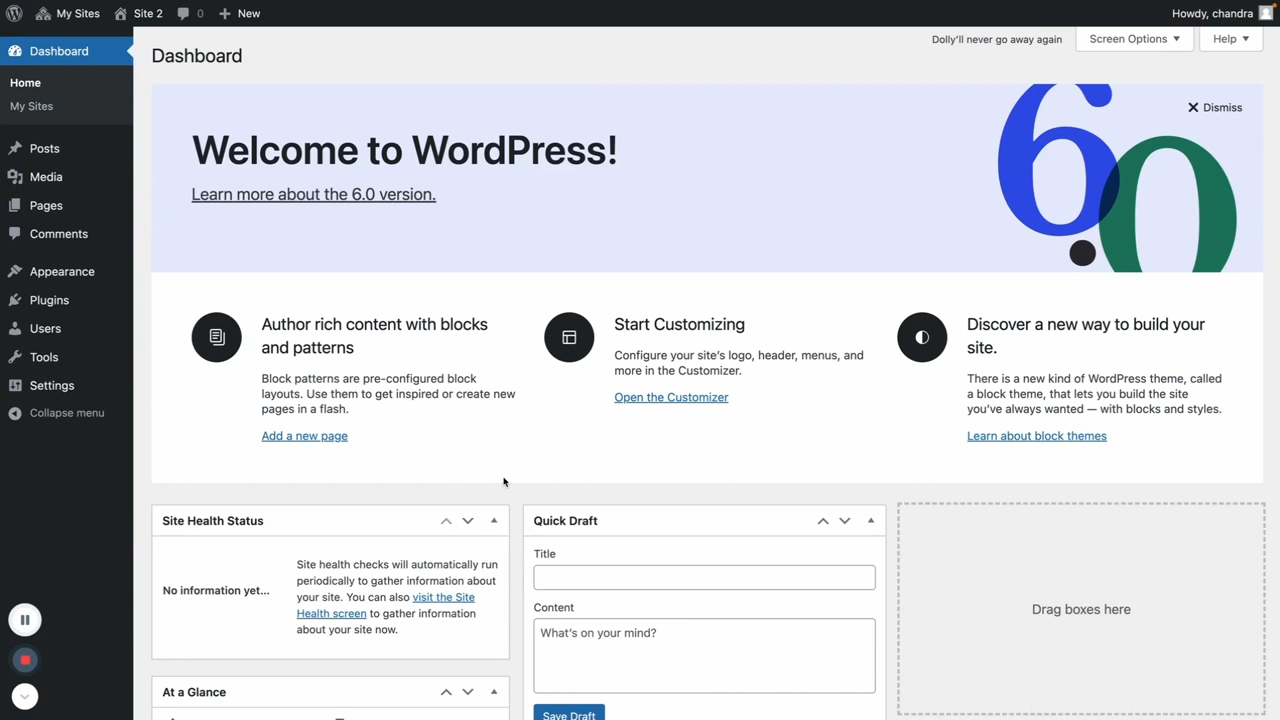 My Sites
Site 2
0
New
Howdy, chandra
Dashboard
Home
My Sites
Posts
Media
Pages
Comments
Appearance
Plugins
Users
Tools
Settings
Collapse menu
Dolly’ll never go away again
Screen Options
Help
Dashboard
Dismiss
Welcome to WordPress!
Learn more about the 6.0 version.
6.0
Author rich content with blocks
and patterns
Block patterns are pre-configured block
layouts. Use them to get inspired or create new
pages in a flash.
Add a new page
Start Customizing
Configure your site’s logo, header, menus, and
more in the Customizer.
Open the Customizer
Discover a new way to build your
site.
There is a new kind of WordPress theme, called
a block theme, that lets you build the site
you’ve always wanted — with blocks and styles.
Learn about block themes
Site Health Status
No information yet...
Site health checks will automatically run
periodically to gather information about
your site. You can also visit the Site
Health screen to gather information
about your site now.
At a Glance
Quick Draft
Title
Content
What’s on your mind?
Save Draft
Drag boxes here